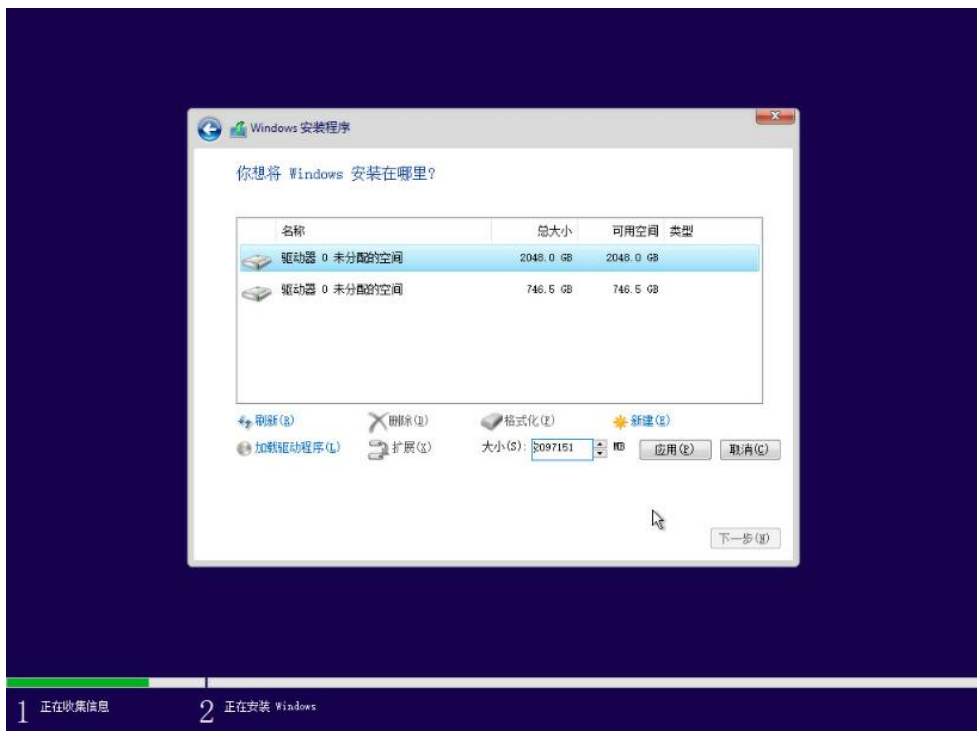 Windows 安装程序
你想将 Windows 安装在哪里?
名称 总大小 可用空间 类型
驱动器 0 未分配的空间 2048.0 GB 2048.0 GB
驱动器 0 未分配的空间 746.5 GB 746.5 GB
刷新(R) 删除(D) 格式化(F) 新建(E)
加载驱动程序(L) 扩展(X) 大小(S): 2097151 MB 应用(P) 取消(C)
下一步(N)
1 正在收集信息 2 正在安装 Windows